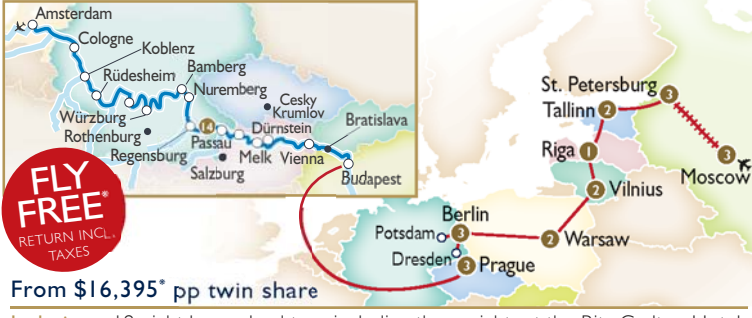 Amsterdam
Cologne
Koblenz
Rüdesheim
Bamberg
Nuremberg
Würzburg
Rothenburg
Regensburg
14
Passau
Salzburg
Melk
Dürnstein
Cesky
Krumlov
Vienna
Bratislava
Budapest
FLY
FREE*
RETURN INCL.
TAXES
St. Petersburg
3
Tallinn
2
Riga
1
Moscow
3
2
Vilnius
Berlin
3
Potsdam
Dresden
3
Prague
2
Warsaw
From $16,395* pp twin share